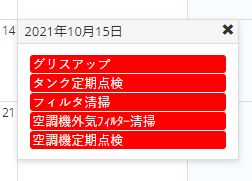 14
2021年10月15日 ✖
グリスアップ
タンク定期点検
フィルタ清掃
21
空調機外気ﾌｨﾙﾀｰ清掃
空調機定期点検